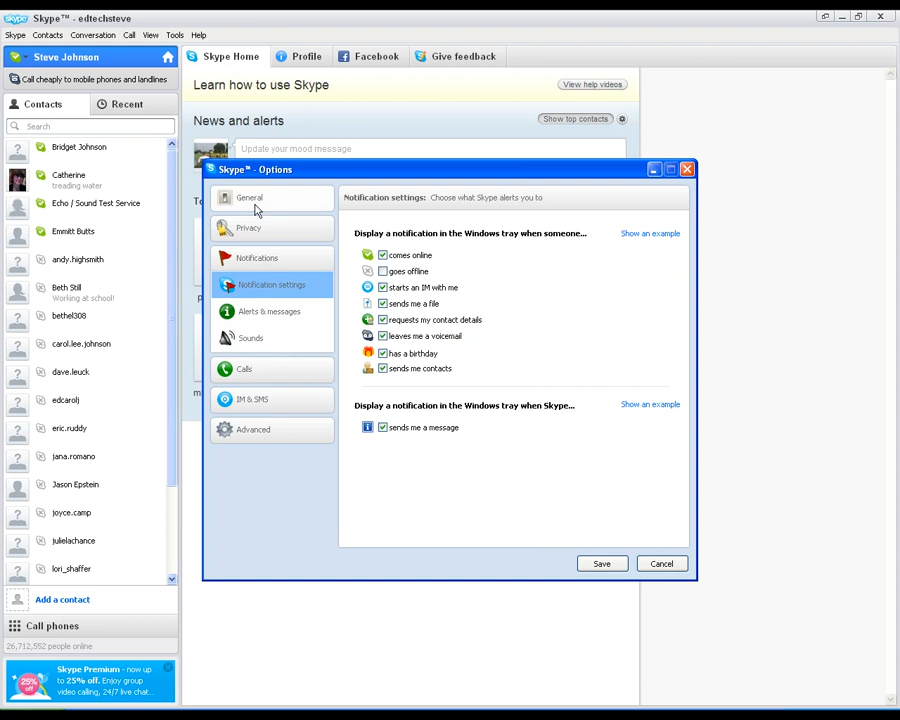 Skype™ - edtechsteve
Skype Contacts Conversation Call View Tools Help
Steve Johnson
Call cheaply to mobile phones and landlines
Contacts
Recent
Search
Bridget Johnson
Catherine
treading water
Echo / Sound Test Service
Emmitt Butts
andy.highsmith
Beth Still
Working at school!
bethel308
carol.lee.johnson
dave.leuck
edcarolj
eric.ruddy
jana.romano
Jason Epstein
joyce.camp
julielachance
lori_shaffer
Add a contact
Call phones
26,712,552 people online
25% off
Skype Premium - now up
to 25% off. Enjoy group
video calling, 24/7 live chat...
Skype Home
Profile
Facebook
Give feedback
Learn how to use Skype
View help videos
News and alerts
Show top contacts
Update your mood message
Skype™ - Options
General
Privacy
Notifications
Notification settings
Alerts & messages
Sounds
Calls
IM & SMS
Advanced
Notification settings: Choose what Skype alerts you to
Display a notification in the Windows tray when someone... Show an example
comes online
goes offline
starts an IM with me
sends me a file
requests my contact details
leaves me a voicemail
has a birthday
sends me contacts
Display a notification in the Windows tray when Skype... Show an example
sends me a message
Save
Cancel